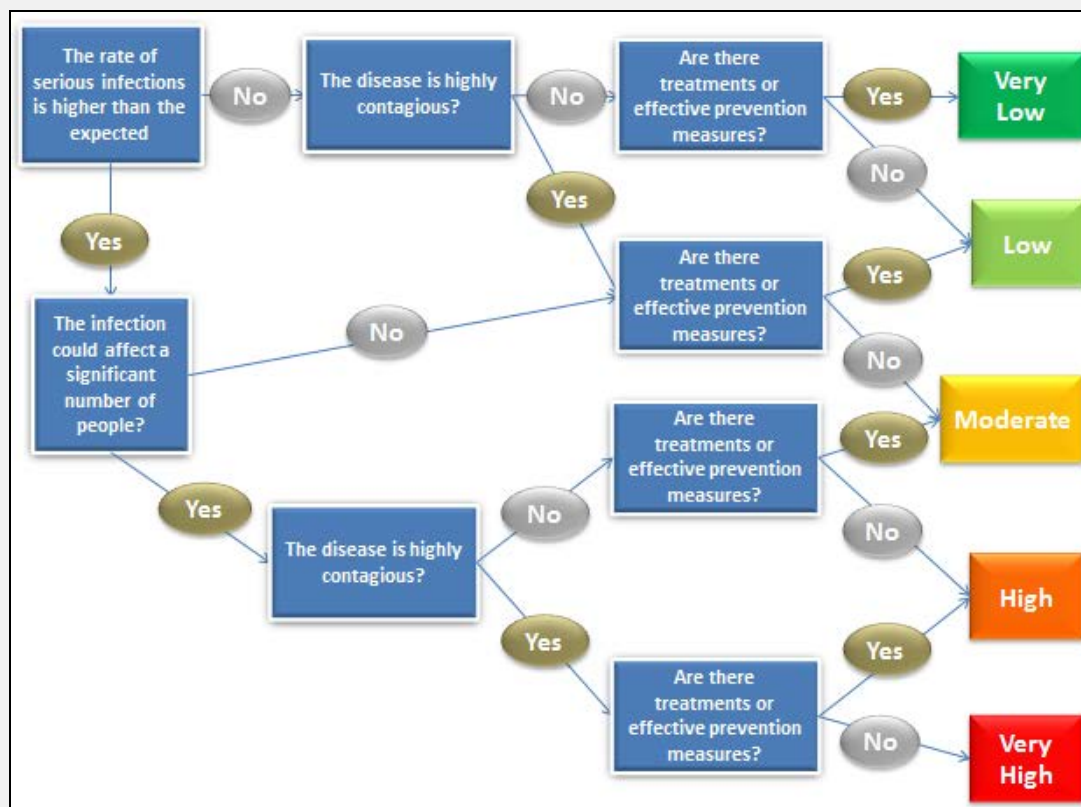 The rate of
serious infections
is higher than the
expected
No
The disease is highly
contagious?
No
Are there
treatments or
effective prevention
measures?
Yes
Very
Low
No
Yes
Yes
Low
Are there
treatments or
effective prevention
measures?
Yes
No
The infection
could affect a
significant
number of
people?
No
Moderate
Are there
treatments or
effective prevention
measures?
Yes
Yes
No
The disease is highly
contagious?
No
High
Yes
Yes
Are there
treatments or
effective prevention
measures?
No
Very
High